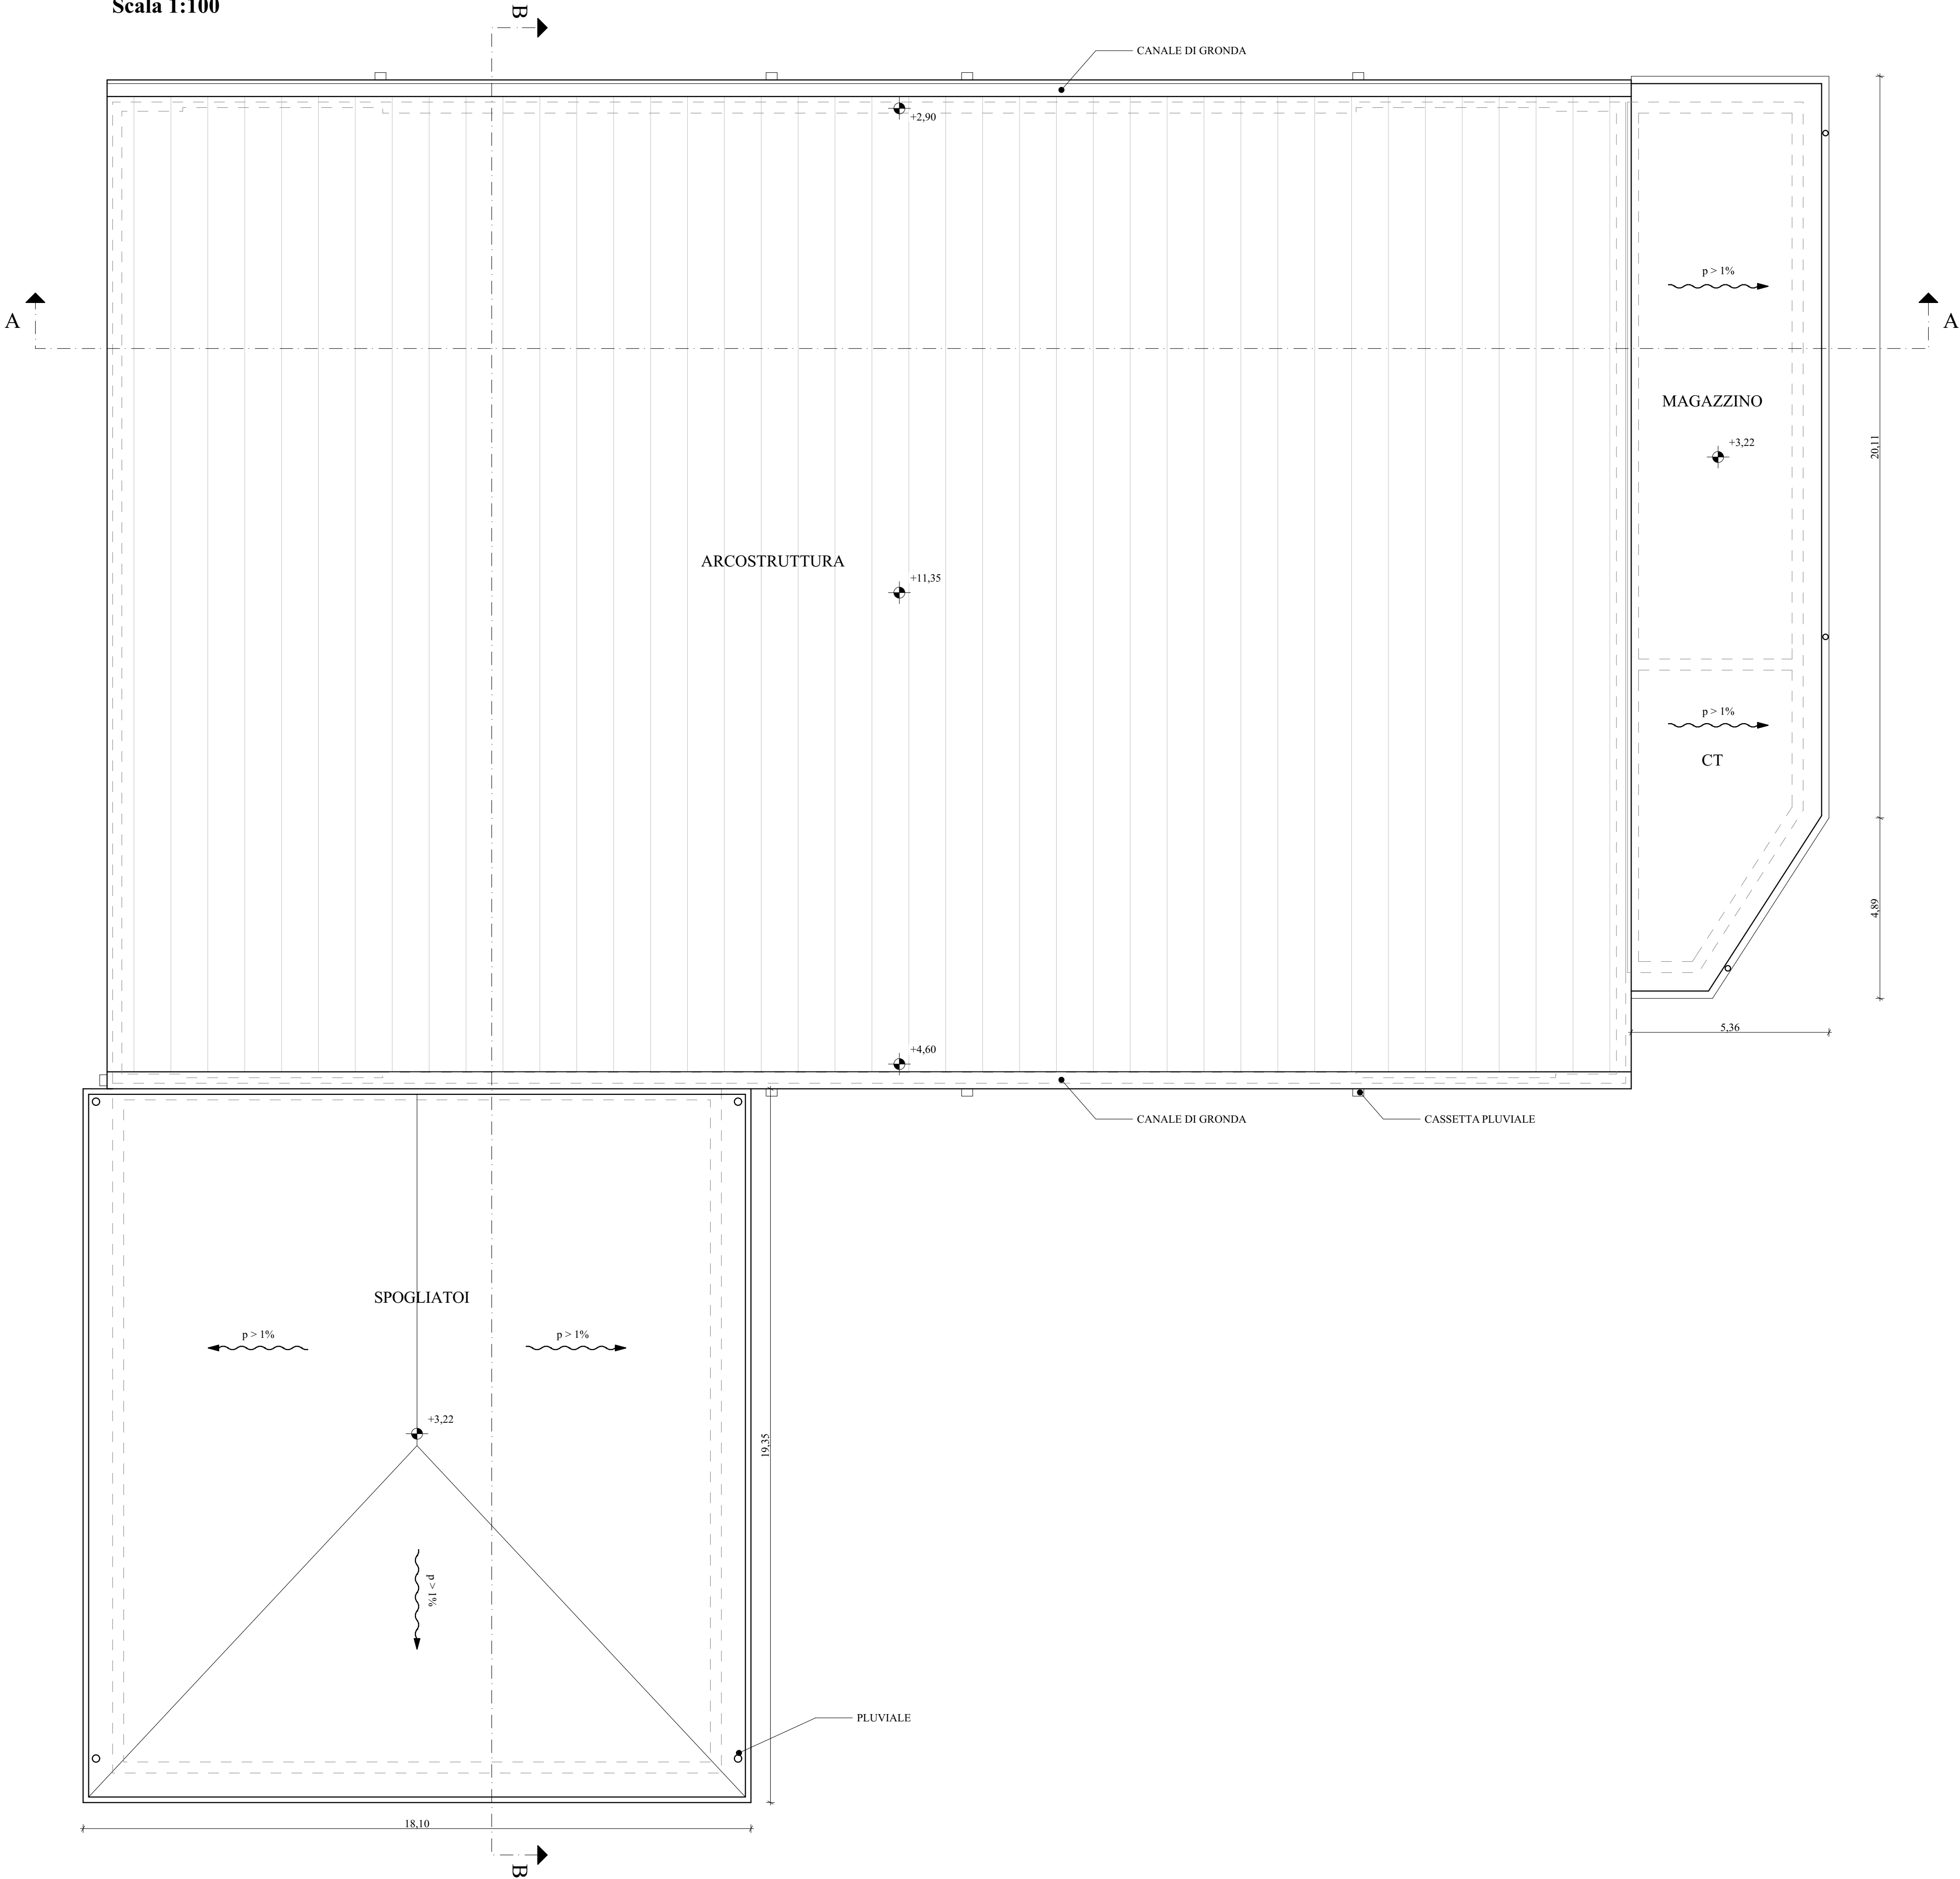 Scala 1:100
B
CANALE DI GRONDA
+2,90
p > 1%
A
A
MAGAZZINO
+3,22
20,11
ARCOSTRUTTURA
+11,35
p > 1%
CT
4,89
5,36
+4,60
CANALE DI GRONDA
CASSETTA PLUVIALE
SPOGLIATOI
p > 1%
p > 1%
+3,22
19,35
p > 1%
PLUVIALE
18,10
B